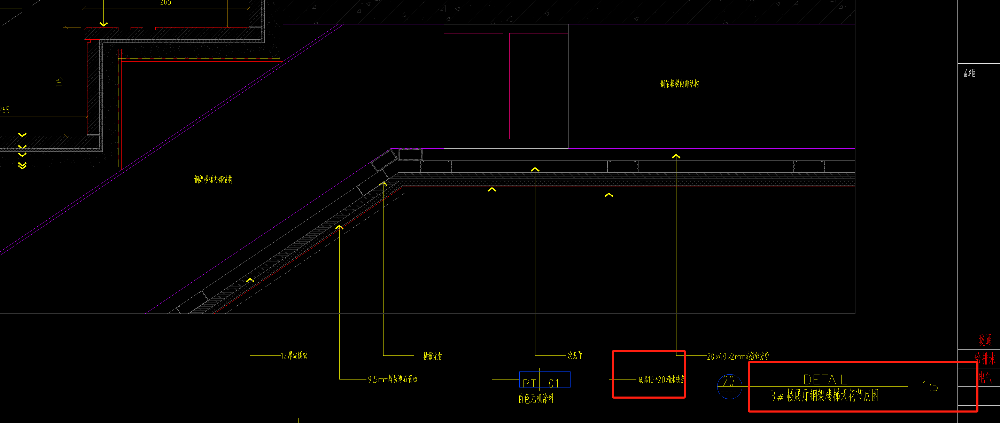 265
175
265
钢架楼梯内部结构
钢架楼梯内部结构
盖章区
12厚玻镁板
横撑龙骨
次龙骨
20x40x2mm热镀锌方管
9.5mm厚防潮石膏板
PT 01
白色无机涂料
成品10*20滴水线条
20
DETAIL
3#楼展厅钢架楼梯天花节点图
1:5
暖通
给排水
电气